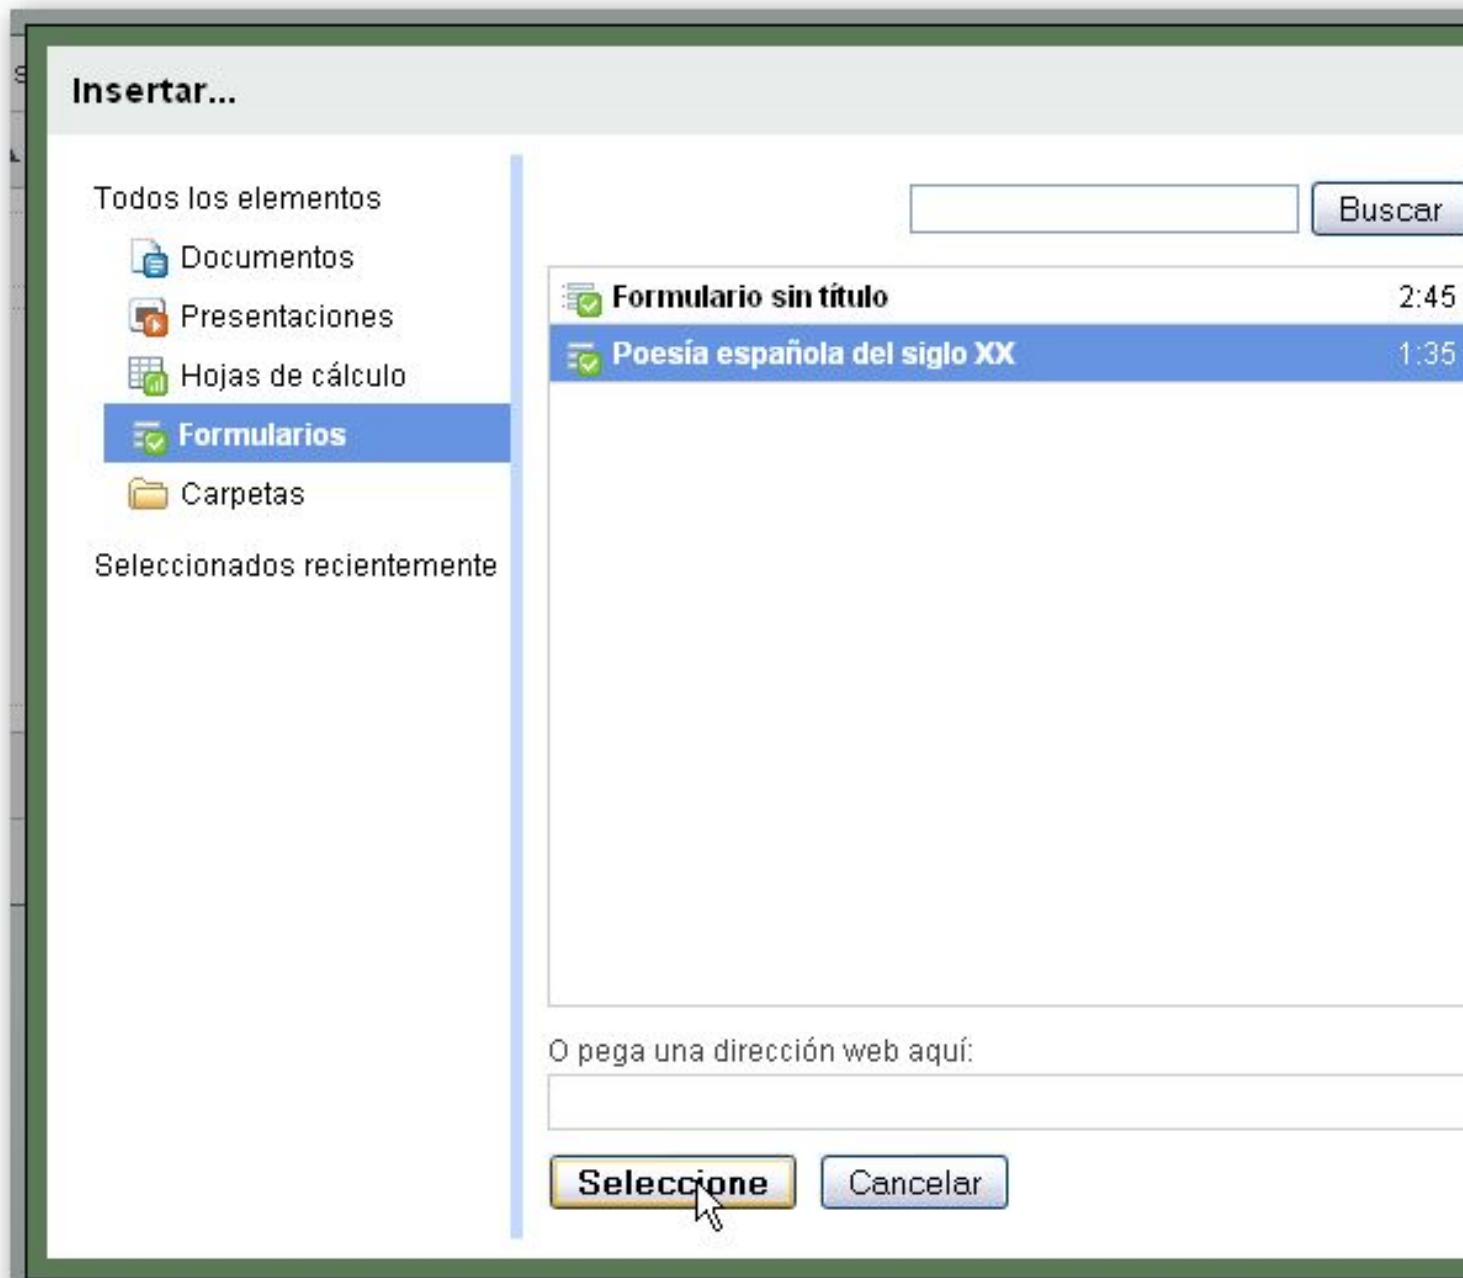 Insertar...
Todos los elementos
Documentos
Presentaciones
Hojas de cálculo
Formularios
Carpetas
Seleccionados recientemente
Buscar
Formulario sin título 2:45
Poesía española del siglo XX 1:35
O pega una dirección web aquí:
Seleccione Cancelar